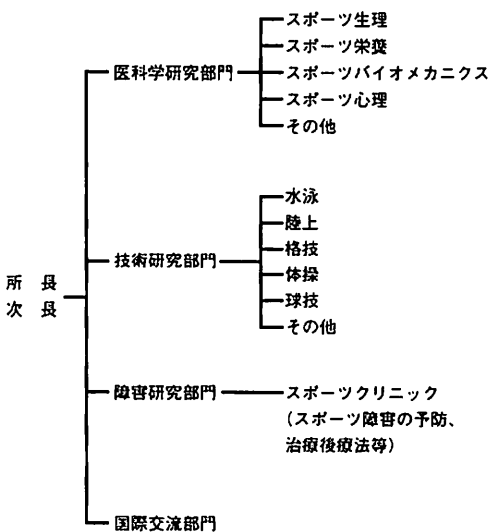 所 長
次 長
医科学研究部門
スポーツ生理
スポーツ栄養
スポーツバイオメカニクス
スポーツ心理
その他
技術研究部門
水泳
陸上
格技
体操
球技
その他
障害研究部門
スポーツクリニック
(スポーツ障害の予防、
治療後療法等)
国際交流部門